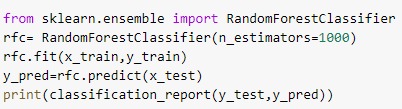 from sklearn.ensemble import RandomForestClassifier
rfc= RandomForestClassifier(n_estimators=1000)
rfc.fit(x_train,y_train)
y_pred=rfc.predict(x_test)
print(classification_report(y_test,y_pred))